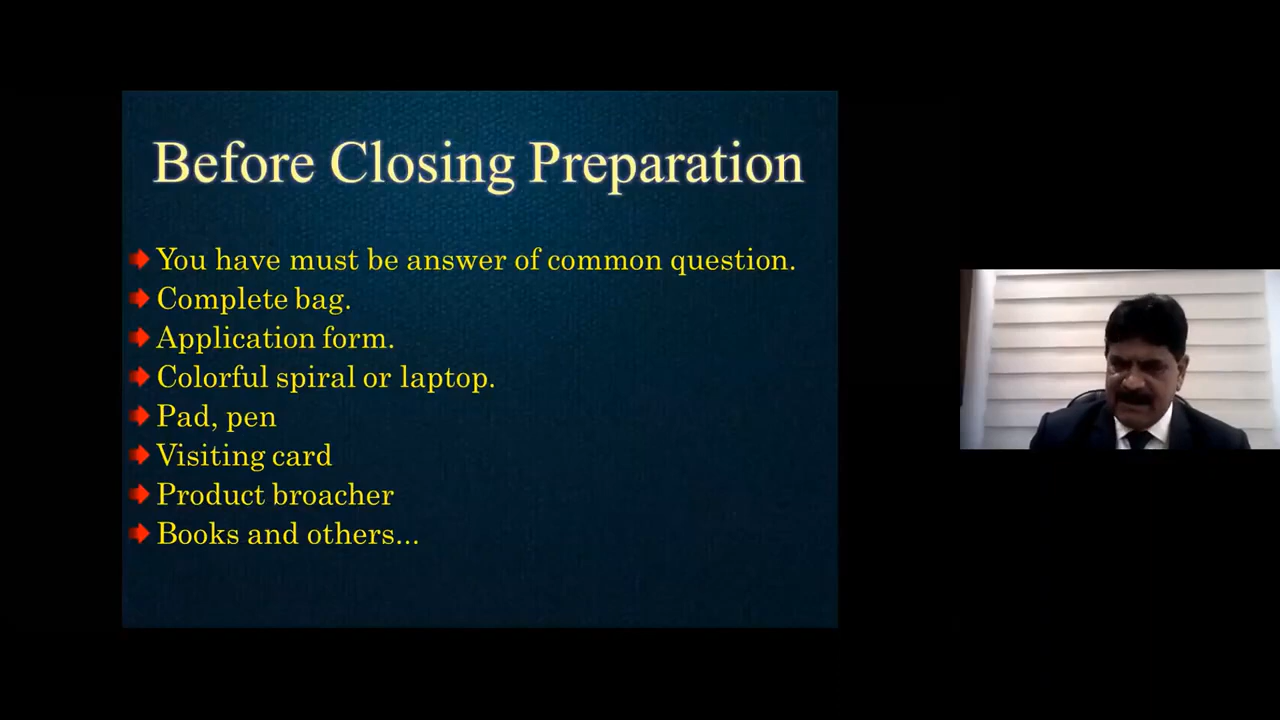 Before Closing Preparation
You have must be answer of common question.
Complete bag.
Application form.
Colorful spiral or laptop.
Pad, pen
Visiting card
Product broacher
Books and others...